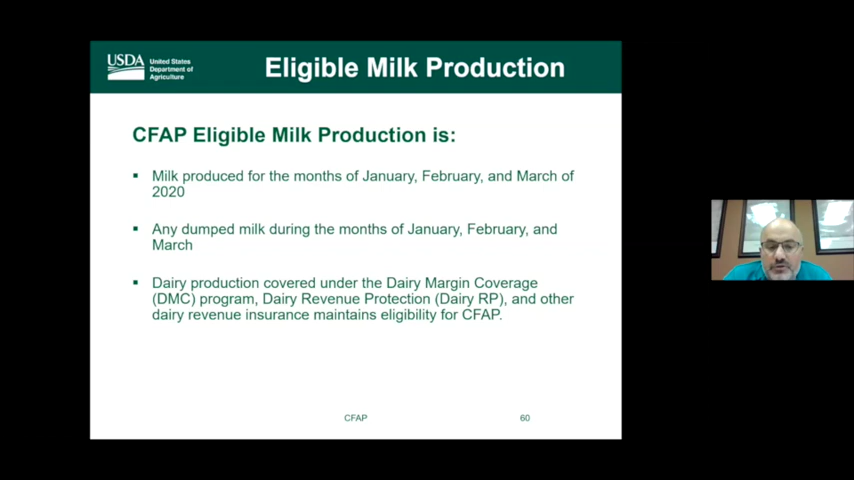 USDA
United States
Department of
Agriculture
Eligible Milk Production
CFAP Eligible Milk Production is:
▪ Milk produced for the months of January, February, and March of
2020
▪ Any dumped milk during the months of January, February, and
March
▪ Dairy production covered under the Dairy Margin Coverage
(DMC) program, Dairy Revenue Protection (Dairy RP), and other
dairy revenue insurance maintains eligibility for CFAP.
CFAP
60